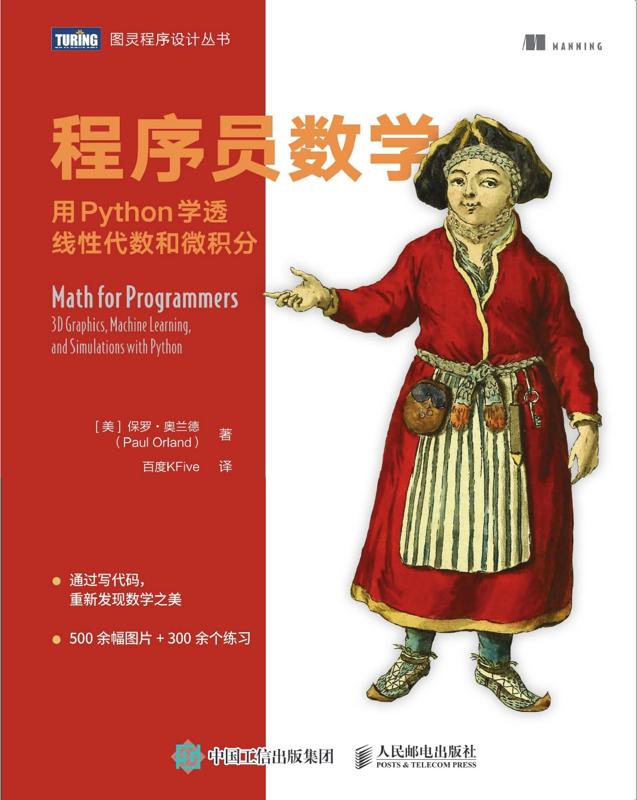 TURING 图灵程序设计丛书
MANNING
程序员数学
用Python学透
线性代数和微积分
Math for Programmers
3D Graphics, Machine Learning,
and Simulations with Python
[美] 保罗·奥兰德
(Paul Orland) 著
百度KFive 译
通过写代码，
重新发现数学之美
500 余幅图片 + 300 余个练习
中国工信出版集团
人民邮电出版社
POSTS & TELECOM PRESS